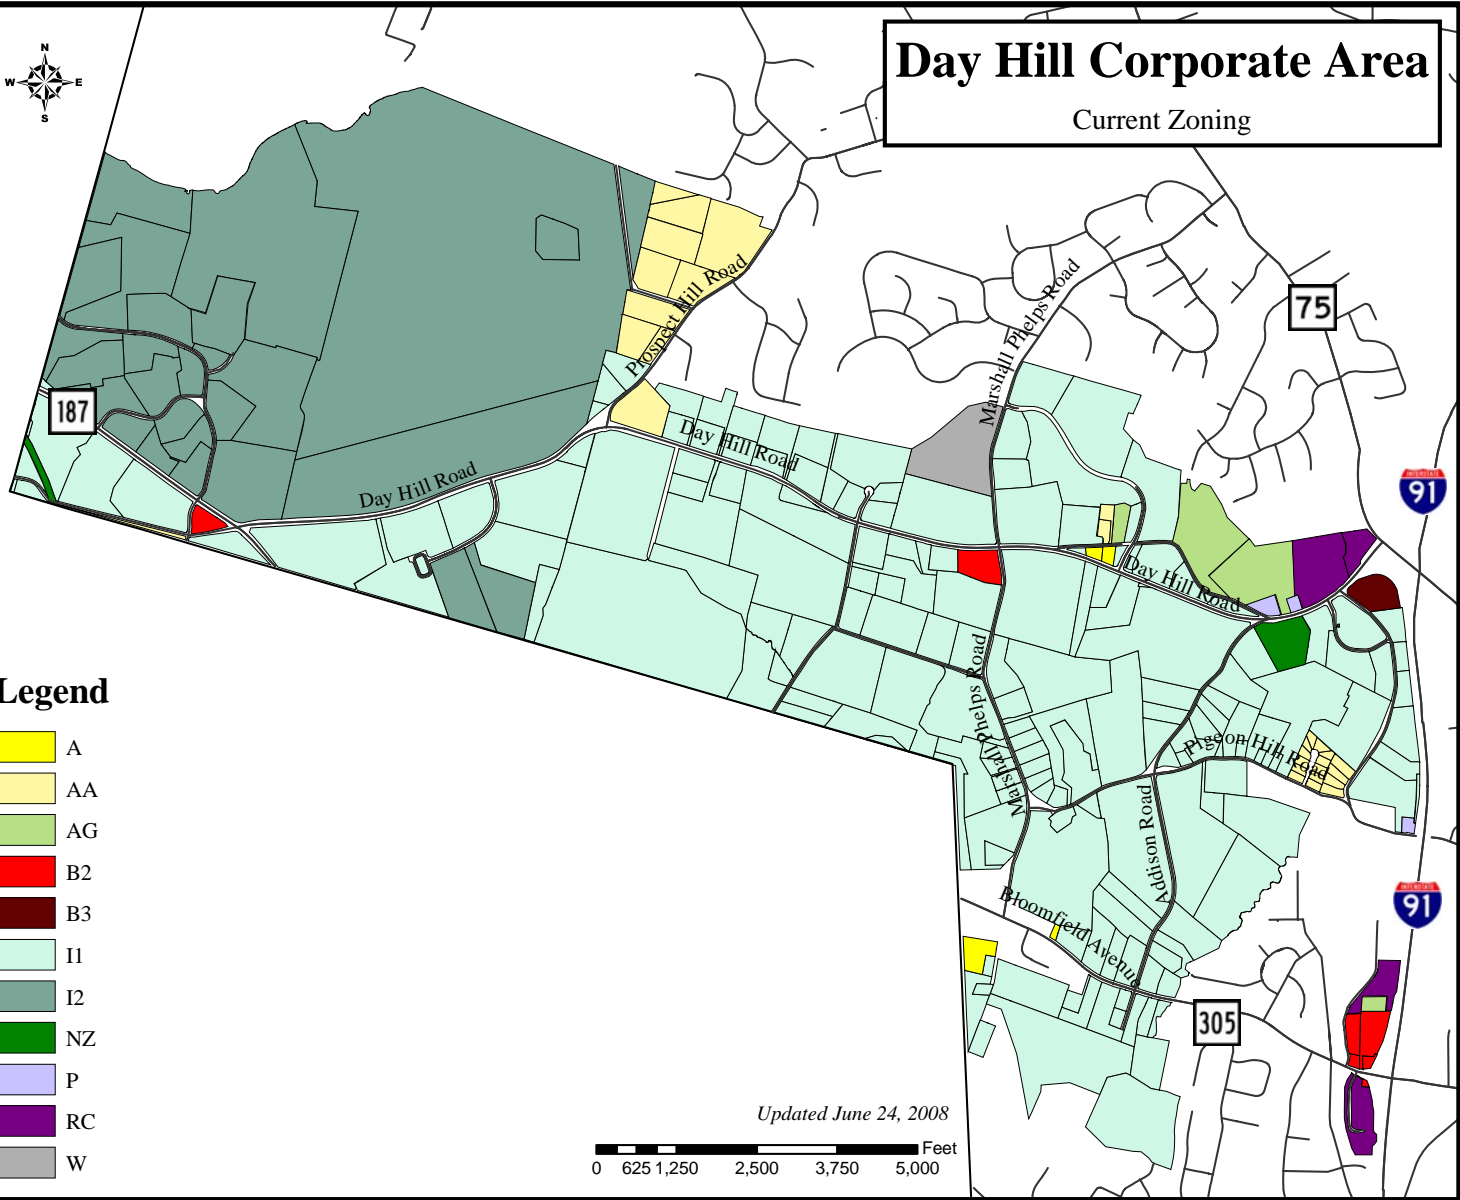 Day Hill Corporate Area
Current Zoning
N
W
E
S
75
Prospect Hill Road
Marshall Phelps Road
187
Day Hill Road
Day Hill Road
INTERSTATE
91
Day Hill Road
Marshall Phelps Road
Pigeon Hill Road
Addison Road
Bloomfield Avenue
INTERSTATE
91
305
Legend
A
AA
AG
B2
B3
I1
I2
NZ
P
RC
W
Updated June 24, 2008
Feet
0 625 1,250 2,500 3,750 5,000